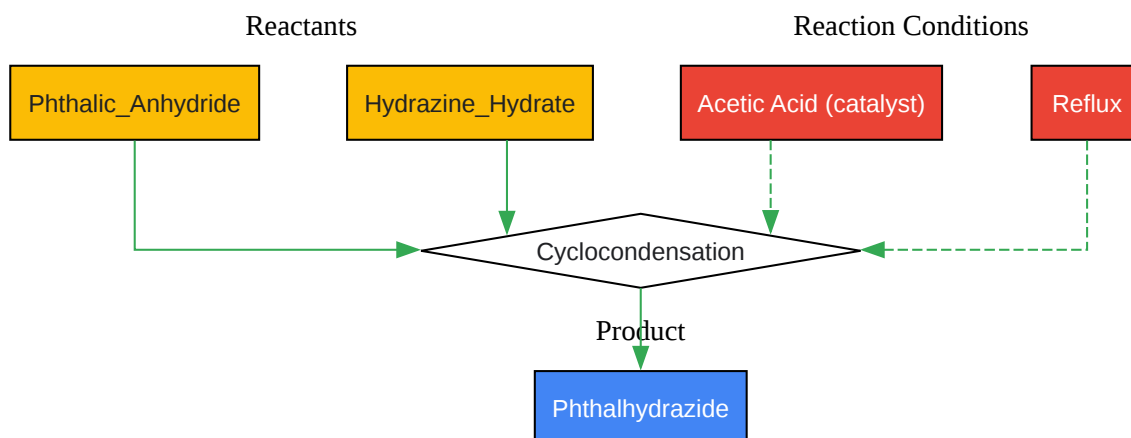 Reactants
Reaction Conditions
Phthalic_Anhydride
Hydrazine_Hydrate
Acetic Acid (catalyst)
Reflux
Cyclocondensation
Product
Phthalhydrazide